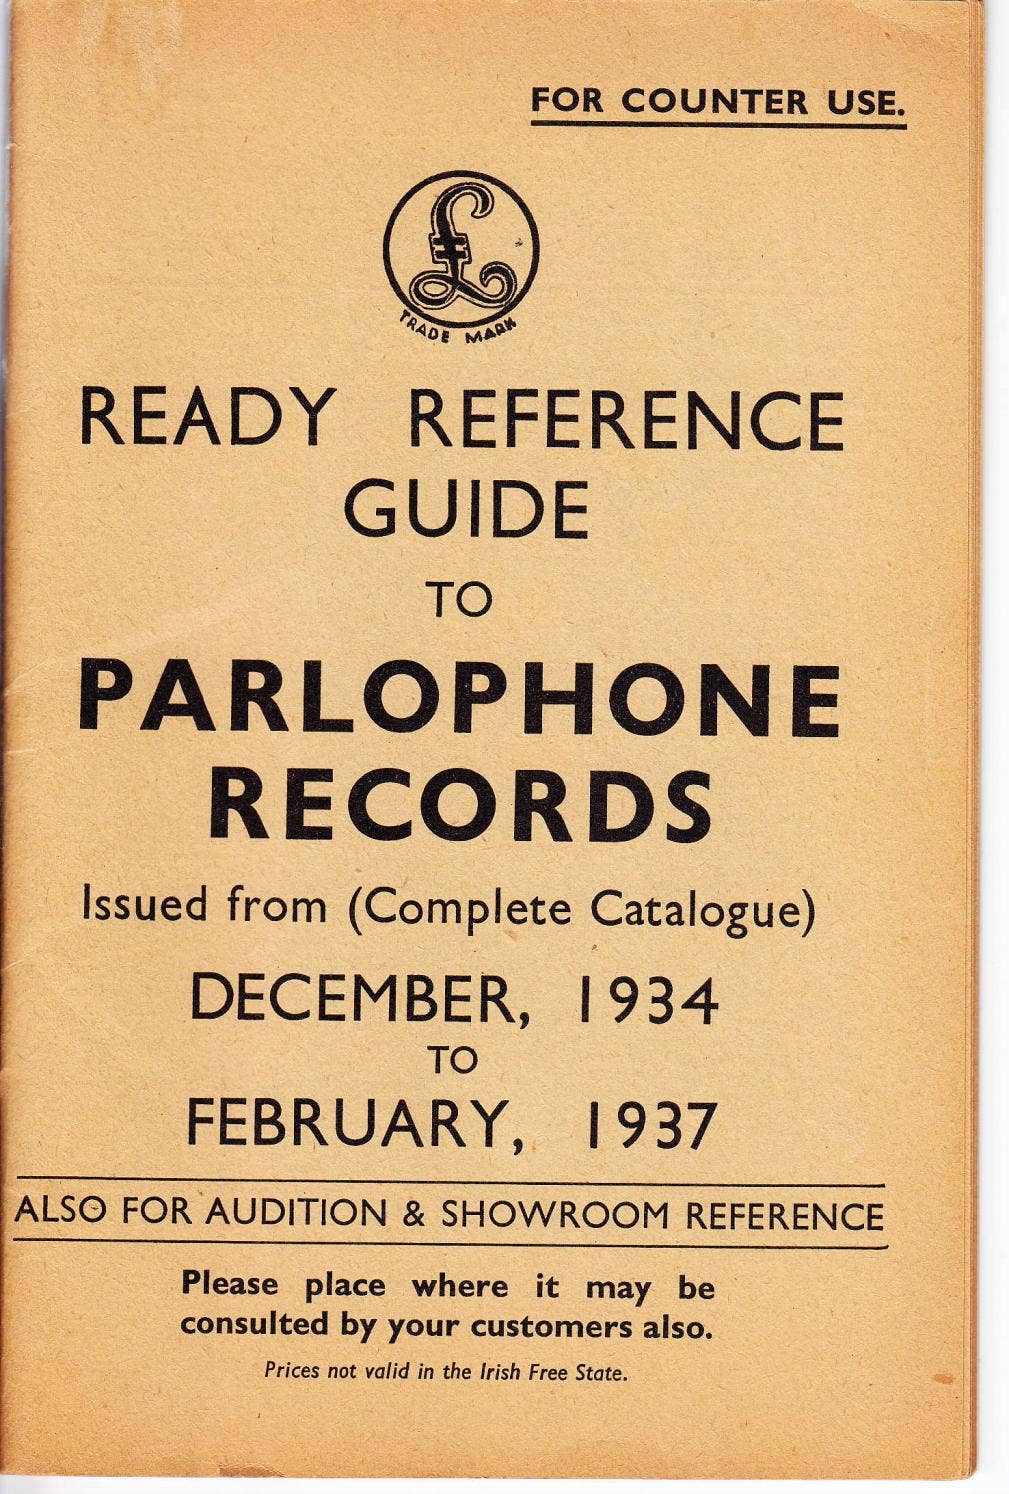 FOR COUNTER USE.
£
TRADE MARK
READY REFERENCE
GUIDE
TO
PARLOPHONE
RECORDS
Issued from (Complete Catalogue)
DECEMBER, 1934
TO
FEBRUARY, 1937
ALSO FOR AUDITION & SHOWROOM REFERENCE
Please place where it may be
consulted by your customers also.
Prices not valid in the Irish Free State.